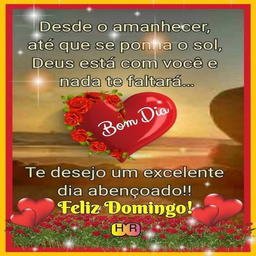 Desde o amanhecer,
até que se ponha o sol,
Deus está com você e
nada te faltará...
Bom Dia
Te desejo um excelente
dia abençoado!!
Feliz Domingo!
H R